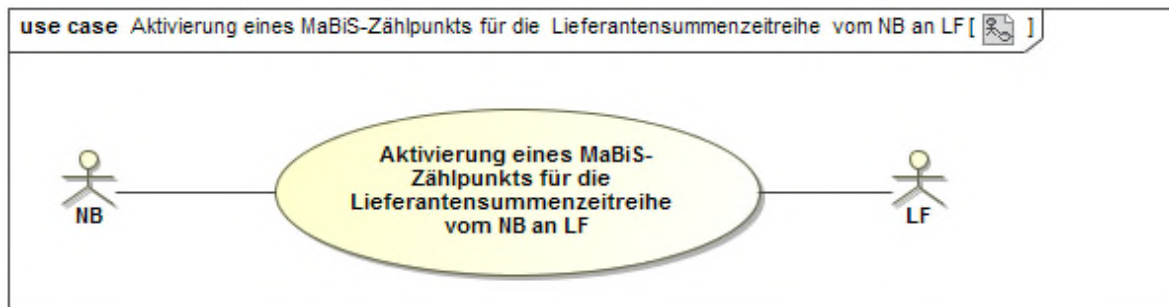 use case Aktivierung eines MaBiS-Zählpunkts für die Lieferantensummenzeitreihe vom NB an LF [ ]
Aktivierung eines MaBiS-
Zählpunkts für die
Lieferantensummenzeitreihe
vom NB an LF
NB
LF